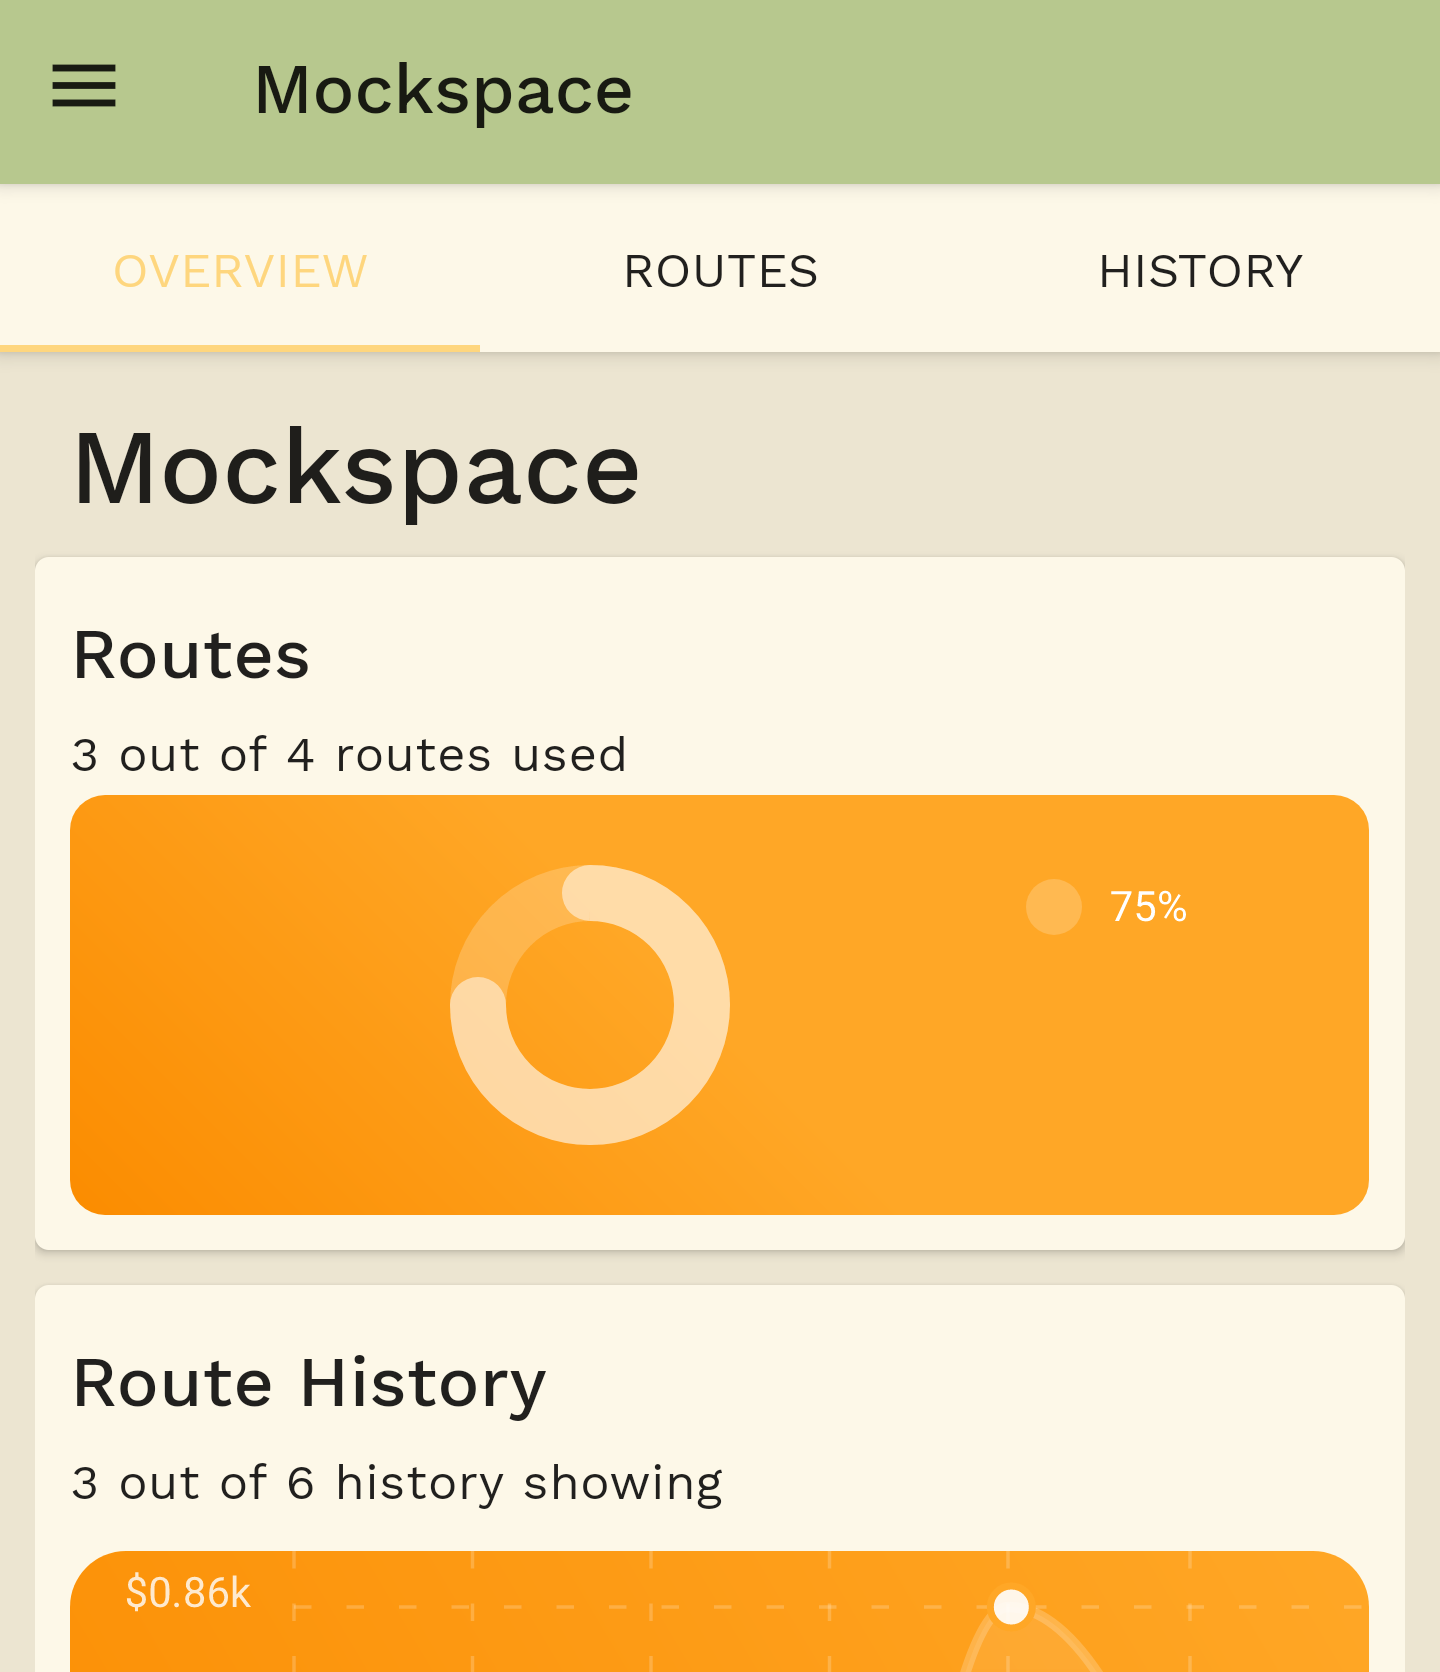 Mockspace
OVERVIEW
ROUTES
HISTORY
Mockspace
Routes
3 out of 4 routes used
75%
Route History
3 out of 6 history showing
$0.86k